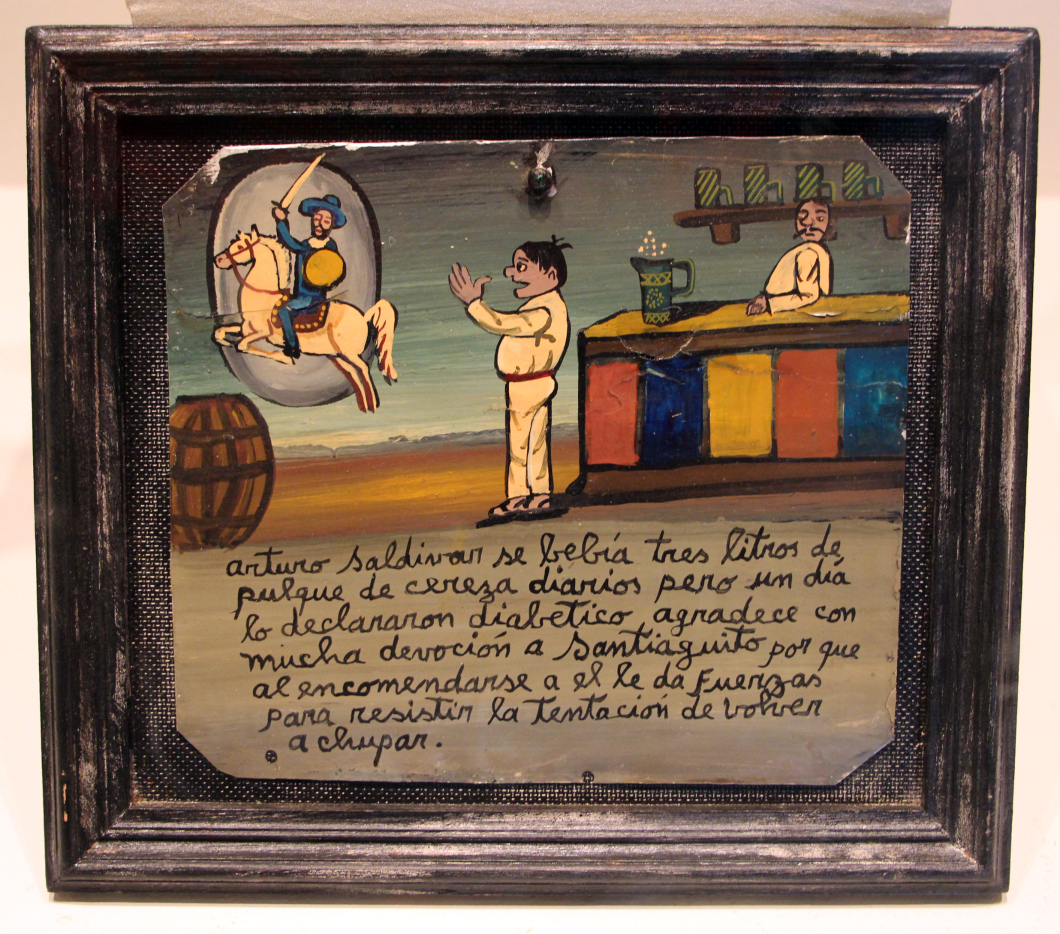 arturo Saldivar se bebía tres litros de
pulque de cereza diarios pero un día
lo declararon diabetico, agradece con
mucha devoción a Santiaguito por que
al encomendarse a el le da Fuerzas
para resistir la tentación de volver
a chupar.